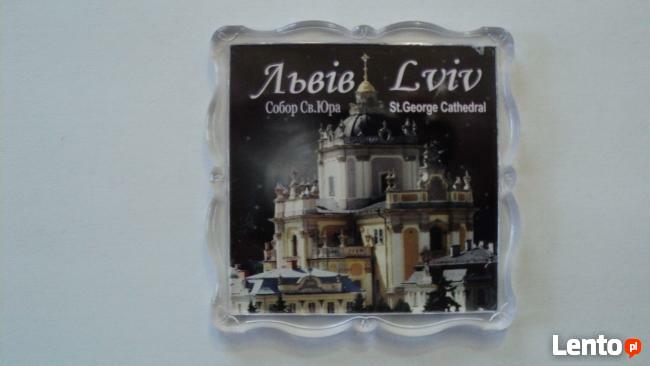 Львів Lviv
Собор Св.Юра St.George Cathedral
Lento pl